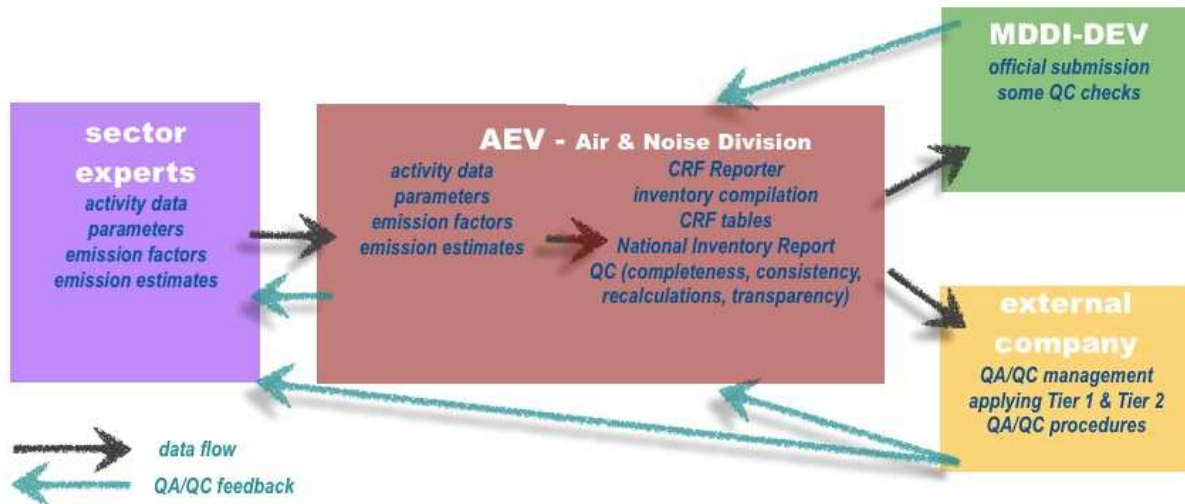 MDDI-DEV
official submission
some QC checks
sector
experts
activity data
parameters
emission factors
emission estimates
AEV - Air & Noise Division
activity data
parameters
emission factors
emission estimates
CRF Reporter
inventory compilation
CRF tables
National Inventory Report
QC (completeness, consistency,
recalculations, transparency)
external
company
QA/QC management
applying Tier 1 & Tier 2
QA/QC procedures
data flow
QA/QC feedback